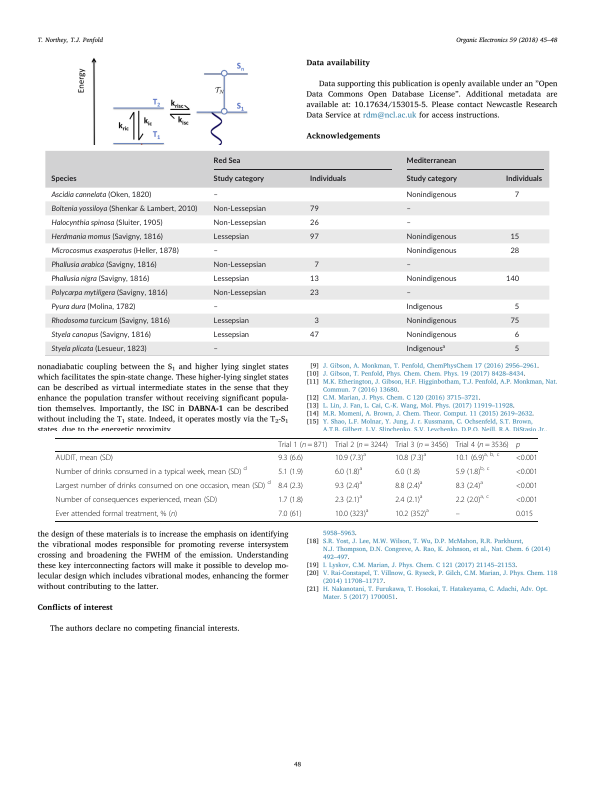 T. Northey, T.J. Penfold
Organic Electronics 59 (2018) 45–48
Energy
Sn
TN
T2
krisc
kisc
S1
kric
kic
T1
Data availability
Data supporting this publication is openly available under an "Open
Data Commons Open Database License". Additional metadata are
available at: 10.17634/153015-5. Please contact Newcastle Research
Data Service at rdm@ncl.ac.uk for access instructions.
Acknowledgements
Red Sea Mediterranean
Species Study category Individuals Study category Individuals
Ascidia cannelata (Oken, 1820) – Nonindigenous 7
Boltenia yossiloya (Shenkar & Lambert, 2010) Non-Lessepsian 79 –
Halocynthia spinosa (Sluiter, 1905) Non-Lessepsian 26 –
Herdmania momus (Savigny, 1816) Lessepsian 97 Nonindigenous 15
Microcosmus exasperatus (Heller, 1878) – Nonindigenous 28
Phallusia arabica (Savigny, 1816) Non-Lessepsian 7 –
Phallusia nigra (Savigny, 1816) Lessepsian 13 Nonindigenous 140
Polycarpa mytiligera (Savigny, 1816) Non-Lessepsian 23 –
Pyura dura (Molina, 1782) – Indigenous 5
Rhodosoma turcicum (Savigny, 1816) Lessepsian 3 Nonindigenous 75
Styela canopus (Savigny, 1816) Lessepsian 47 Nonindigenous 6
Styela plicata (Lesueur, 1823) – Indigenousa 5
nonadiabatic coupling between the S1 and higher lying singlet states
which facilitates the spin-state change. These higher-lying singlet states
can be described as virtual intermediate states in the sense that they
enhance the population transfer without receiving significant popula-
tion themselves. Importantly, the ISC in DABNA-1 can be described
without including the T1 state. Indeed, it operates mostly via the T2-S1
states, due to the energetic proximity.
[9] J. Gibson, A. Monkman, T. Penfold, ChemPhysChem 17 (2016) 2956–2961.
[10] J. Gibson, T. Penfold, Phys. Chem. Chem. Phys. 19 (2017) 8428–8434.
[11] M.K. Etherington, J. Gibson, H.F. Higginbotham, T.J. Penfold, A.P. Monkman, Nat.
Commun. 7 (2016) 13680.
[12] C.M. Marian, J. Phys. Chem. C 120 (2016) 3715–3721.
[13] L. Lin, J. Fan, L. Cai, C.-K. Wang, Mol. Phys. (2017) 11919–11928.
[14] M.R. Momeni, A. Brown, J. Chem. Theor. Comput. 11 (2015) 2619–2632.
[15] Y. Shao, L.F. Molnar, Y. Jung, J. r. Kussmann, C. Ochsenfeld, S.T. Brown,
A.T.B. Gilbert, L.V. Slipchenko, S.V. Levchenko, D.P. O. Neill, R.A. DiStasio Jr.,
Trial 1 (n = 871) Trial 2 (n = 3244) Trial 3 (n = 3456) Trial 4 (n = 3536) p
AUDIT, mean (SD) 9.3 (6.6) 10.9 (7.3)a 10.8 (7.3)a 10.1 (6.9)a, b, c <0.001
Number of drinks consumed in a typical week, mean (SD) d 5.1 (1.9) 6.0 (1.8)a 6.0 (1.8) 5.9 (1.8)b, c <0.001
Largest number of drinks consumed on one occasion, mean (SD) d 8.4 (2.3) 9.3 (2.4)a 8.8 (2.4)a 8.3 (2.4)a <0.001
Number of consequences experienced, mean (SD) 1.7 (1.8) 2.3 (2.1)a 2.4 (2.1)a 2.2 (2.0)a, c <0.001
Ever attended formal treatment, % (n) 7.0 (61) 10.0 (323)a 10.2 (352)a – 0.015
the design of these materials is to increase the emphasis on identifying
the vibrational modes responsible for promoting reverse intersystem
crossing and broadening the FWHM of the emission. Understanding
these key interconnecting factors will make it possible to develop mo-
lecular design which includes vibrational modes, enhancing the former
without contributing to the latter.
Conflicts of interest
The authors declare no competing financial interests.
5958–5963.
[18] S.R. Yost, J. Lee, M.W. Wilson, T. Wu, D.P. McMahon, R.R. Parkhurst,
N.J. Thompson, D.N. Congreve, A. Rao, K. Johnson, et al., Nat. Chem. 6 (2014)
492–497.
[19] I. Lyskov, C.M. Marian, J. Phys. Chem. C 121 (2017) 21145–21153.
[20] V. Rai-Constapel, T. Villnow, G. Ryseck, P. Gilch, C.M. Marian, J. Phys. Chem. 118
(2014) 11708–11717.
[21] H. Nakanotani, T. Furukawa, T. Hosokai, T. Hatakeyama, C. Adachi, Adv. Opt.
Mater. 5 (2017) 1700051.
48